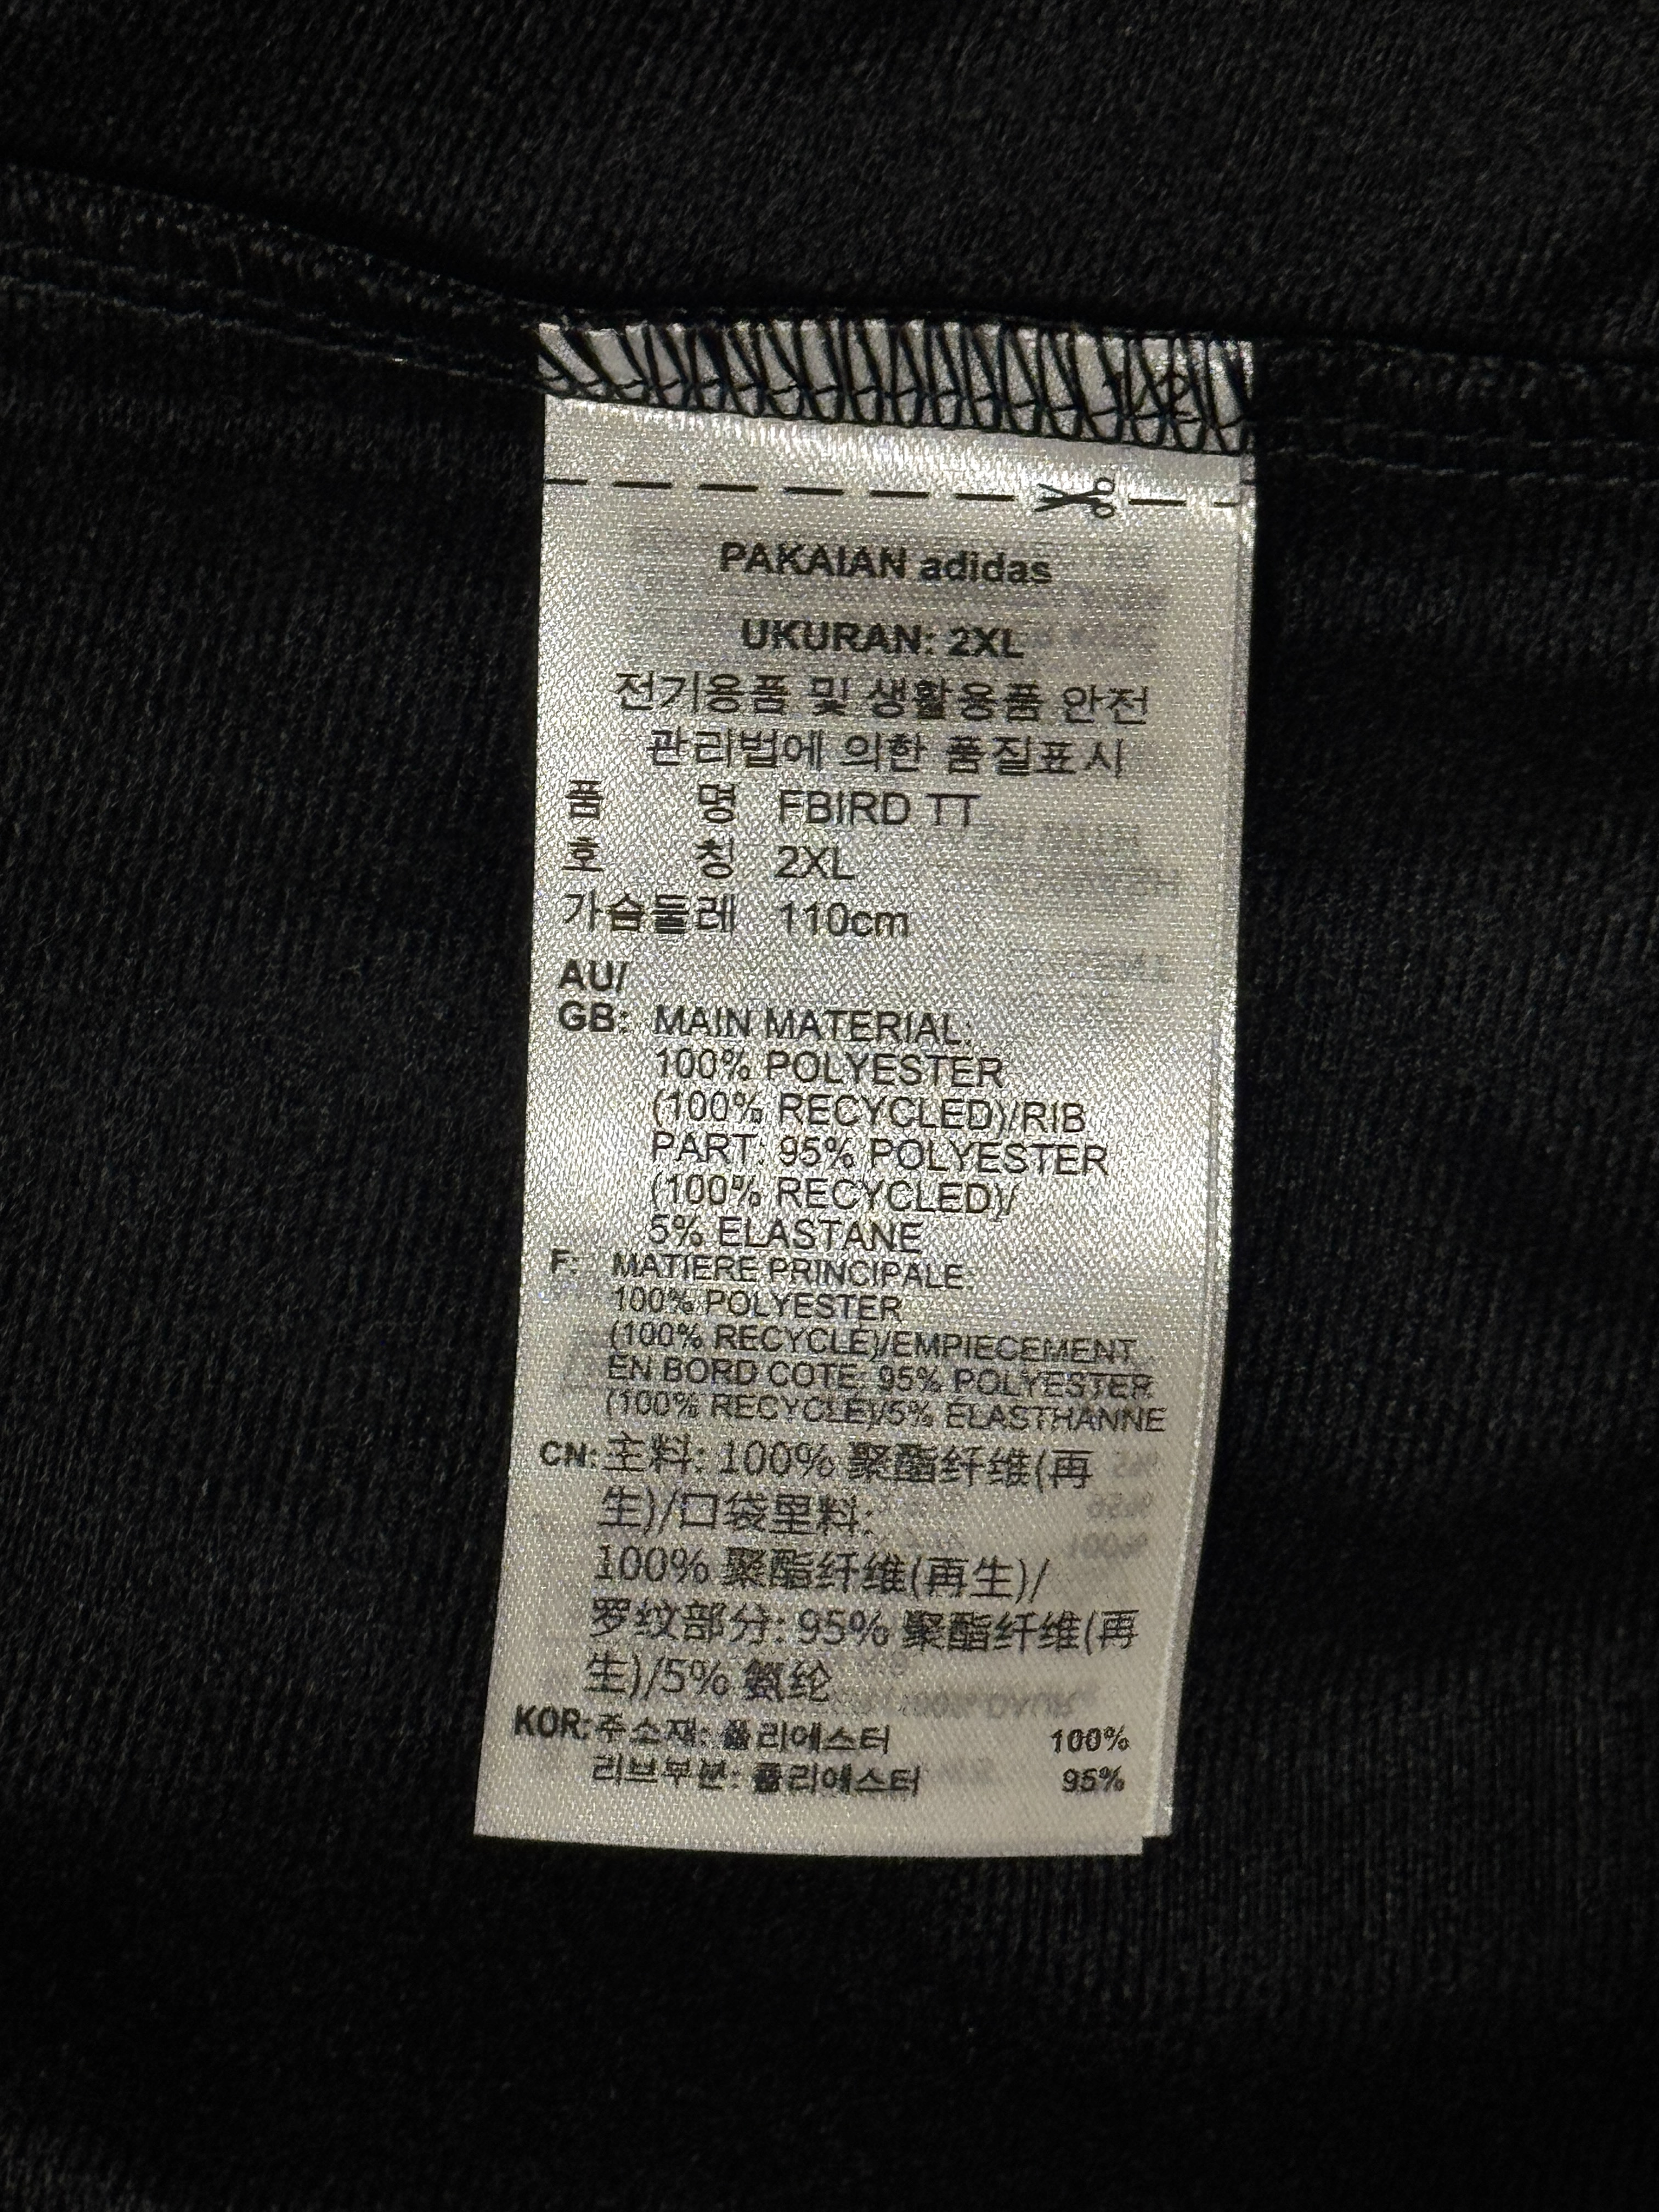 PAKAIAN adidas
UKURAN: 2XL
전기용품 및 생활용품 안전
관리법에 의한 품질표시
품 명 FBIRD TT
호 칭 2XL
가슴둘레 110cm
AU/
GB: MAIN MATERIAL:
100% POLYESTER
(100% RECYCLED)/RIB
PART: 95% POLYESTER
(100% RECYCLED)/
5% ELASTANE
F: MATIERE PRINCIPALE:
100% POLYESTER
(100% RECYCLE)/EMPIECEMENT
EN BORD COTE: 95% POLYESTER
(100% RECYCLE)/5% ELASTHANNE
CN: 主料: 100% 聚酯纤维(再
生)/口袋里料:
100% 聚酯纤维(再生)/
罗纹部分: 95% 聚酯纤维(再
生)/5% 氨纶
KOR: 주소재: 폴리에스터 100%
리브부분: 폴리에스터 95%